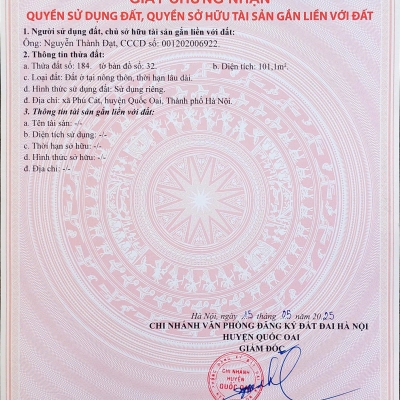 GIẤY CHỨNG NHẬN
QUYỀN SỬ DỤNG ĐẤT, QUYỀN SỞ HỮU TÀI SẢN GẮN LIỀN VỚI ĐẤT
1. Người sử dụng đất, chủ sở hữu tài sản gắn liền với đất:
Ông: Nguyễn Thành Đạt, CCCD số: 001202006922.
2. Thông tin thửa đất:
a. Thửa đất số: 184. tờ bản đồ số: 32. b. Diện tích: 101,1m².
c. Loại đất: Đất ở tại nông thôn, thời hạn lâu dài.
d. Hình thức sử dụng đất: Sử dụng riêng.
đ. Địa chỉ: xã Phú Cát, huyện Quốc Oai, Thành phố Hà Nội.
3. Thông tin tài sản gắn liền với đất:
a. Tên tài sản: -/-
b. Diện tích sử dụng: -/-
c. Thời hạn sở hữu: -/-
d. Hình thức sở hữu: -/-
đ. Địa chỉ: -/-
Hà Nội, ngày 15 tháng 05 năm 2025
CHI NHÁNH VĂN PHÒNG ĐĂNG KÝ ĐẤT ĐAI HÀ NỘI
HUYỆN QUỐC OAI
GIÁM ĐỐC
CHI NHÁNH
HUYỆN
QUỐC